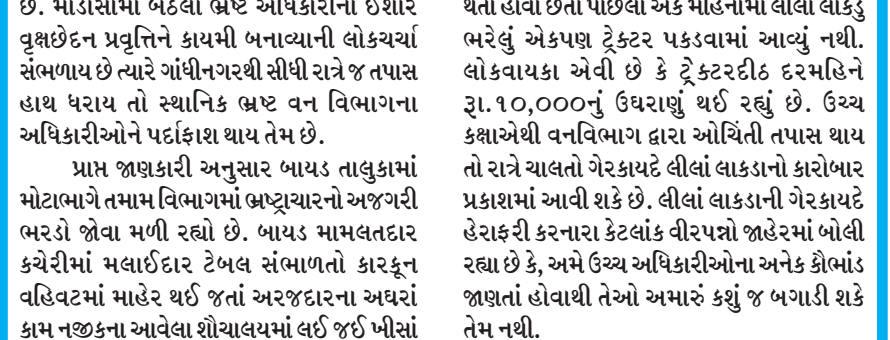 છે. મોડાસામાં બેઠેલા ભ્રષ્ટ અધિકારીના ઈશારે
વૃક્ષછેદન પ્રવૃત્તિને કાયમી બનાવ્યાની લોકચર્ચા
સંભળાય છે ત્યારે ગાંધીનગરથી સીધી રાત્રે જ તપાસ
હાથ ધરાય તો સ્થાનિક ભ્રષ્ટ વન વિભાગના
અધિકારીઓને પર્દાફાશ થાય તેમ છે.
પ્રાપ્ત જાણકારી અનુસાર બાયડ તાલુકામાં
મોટાભાગે તમામ વિભાગમાં ભ્રષ્ટ્રાચારનો અજગરી
ભરડો જોવા મળી રહ્યો છે. બાયડ મામલતદાર
કચેરીમાં મલાઈદાર ટેબલ સંભાળતો કારકૂન
વહિવટમાં માહેર થઈ જતાં અરજદારના અઘરાં
કામ નજીકના આવેલા શૌચાલયમાં લઈ જઈ ખીસાં
થતી હોવા છતાં પાછલા એક મહિનામાં લીલા લાકડુ
ભરેલું એકપણ ટ્રેક્ટર પકડવામાં આવ્યું નથી.
લોકવાયકા એવી છે કે ટ્રેક્ટરદીઠ દરમહિને
રૂા.૧૦,૦૦૦નું ઉઘરાણું થઈ રહ્યું છે. ઉચ્ચ
કક્ષાએથી વનવિભાગ દ્વારા ઓચિંતી તપાસ થાય
તો રાત્રે ચાલતો ગેરકાયદે લીલાં લાકડાનો કારોબાર
પ્રકાશમાં આવી શકે છે. લીલાં લાકડાની ગેરકાયદે
હેરાફરી કરનારા કેટલાંક વીરપન્નો જાહેરમાં બોલી
રહ્યા છે કે, અમે ઉચ્ચ અધિકારીઓના અનેક કૌભાંડ
જાણતાં હોવાથી તેઓ અમારું કશું જ બગાડી શકે
તેમ નથી.